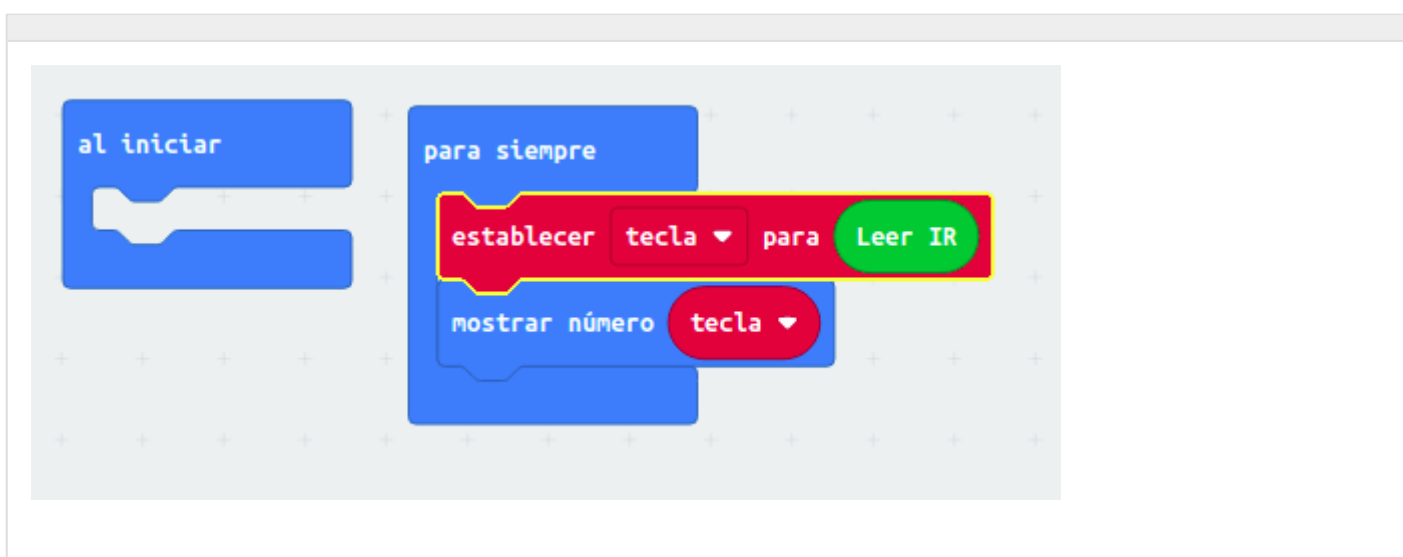 al iniciar
para siempre
establecer tecla para Leer IR
mostrar número tecla